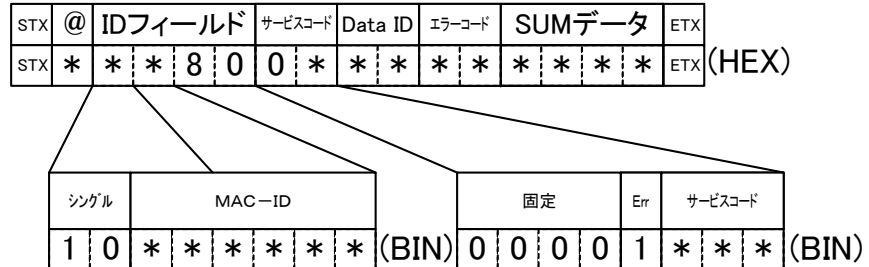 STX @ IDフィールド サービスコード Data ID エラーコード SUMデータ ETX
STX * * * 8 0 0 * * * * * * * * * ETX (HEX)
シングル MAC-ID 固定 Err サービスコード
1 0 * * * * * * (BIN) 0 0 0 0 1 * * * (BIN)